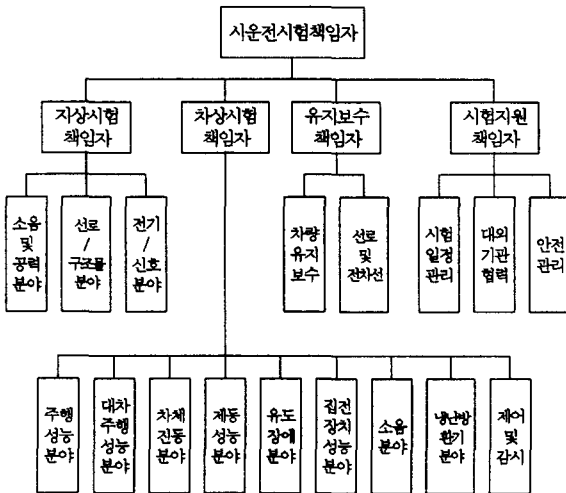 시운전시험책임자
지상시험
책임자
차상시험
책임자
유지보수
책임자
시험지원
책임자
소음
및
공력
분야
선로
/
구조물
분야
전기
/
신호
분야
차량
유지
보수
선로
및
전차선
시험
일정
관리
대외
기관
협력
안전
관리
주행
성능
분야
대차
주행
성능
분야
차체
진동
분야
제동
성능
분야
유도
장애
분야
집전
장치
성능
분야
소음
분야
냉난방
환기
분야
제어
및
감시